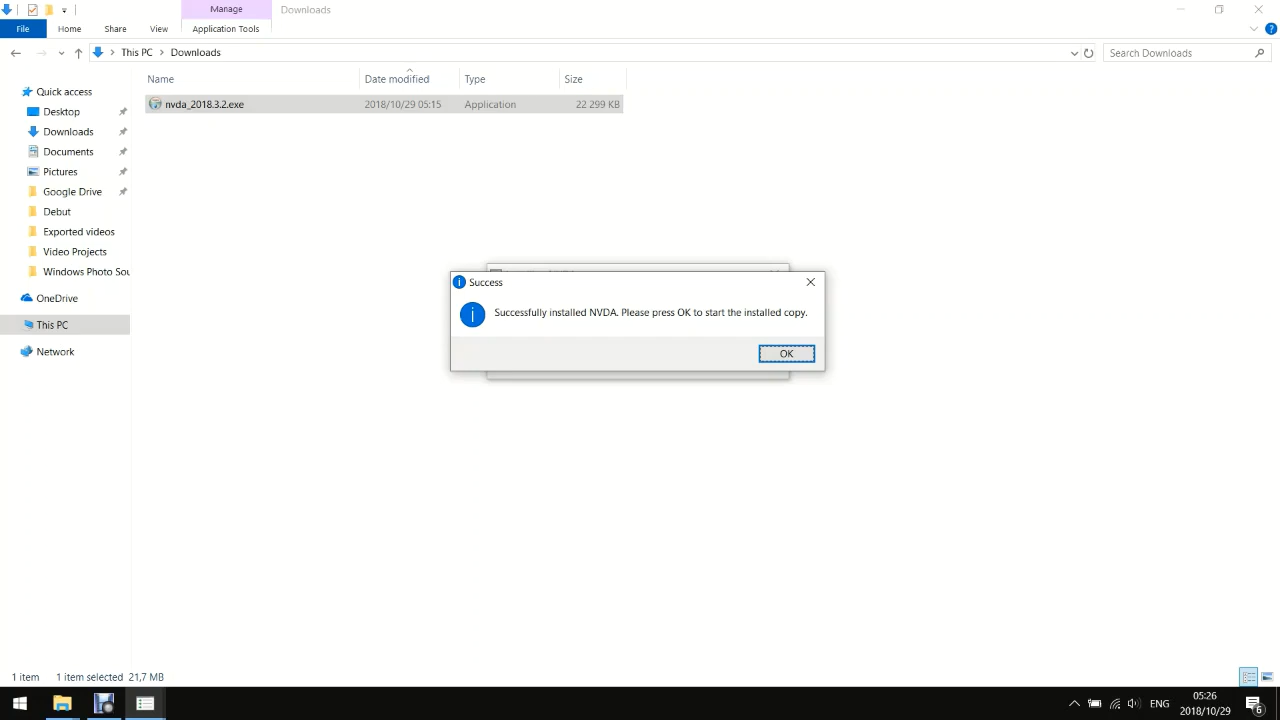 Manage
Downloads
File
Home
Share
View
Application Tools
This PC
Downloads
Search Downloads
Name
Date modified
Type
Size
nvda_2018.3.2.exe
2018/10/29 05:15
Application
22 299 KB
Quick access
Desktop
Downloads
Documents
Pictures
Google Drive
Debut
Exported videos
Video Projects
Windows Photo Sou
OneDrive
This PC
Network
Success
Successfully installed NVDA. Please press OK to start the installed copy.
OK
1 item
1 item selected
21,7 MB
ENG
05:26
2018/10/29
6